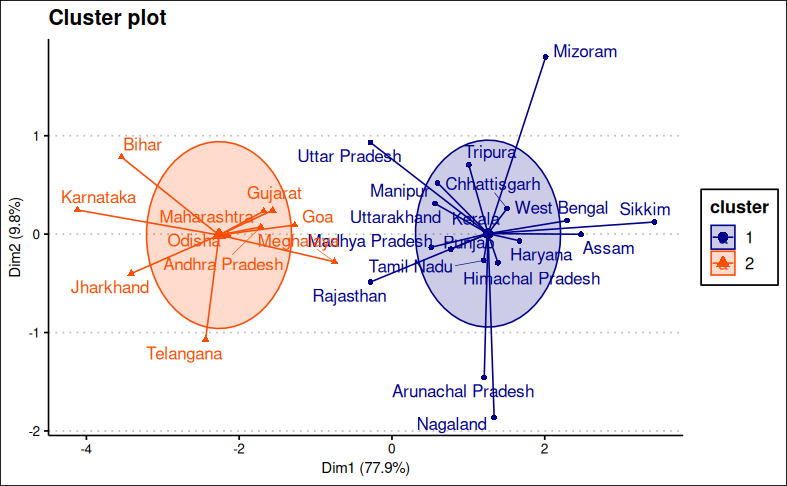 Cluster plot
Mizoram
Bihar
Uttar Pradesh
Tripura
Karnataka
Gujarat
Manipur
Chhattisgarh
Maharashtra
Goa
Uttarakhand
Kerala
West Bengal
Sikkim
Odisha
Meghalaya
Madhya Pradesh
Punjab
Assam
Andhra Pradesh
Tamil Nadu
Haryana
Jharkhand
Rajasthan
Himachal Pradesh
Telangana
Arunachal Pradesh
Nagaland
1
0
-1
-2
Dim2 (9.8%)
-4
-2
0
2
Dim1 (77.9%)
cluster
1
2